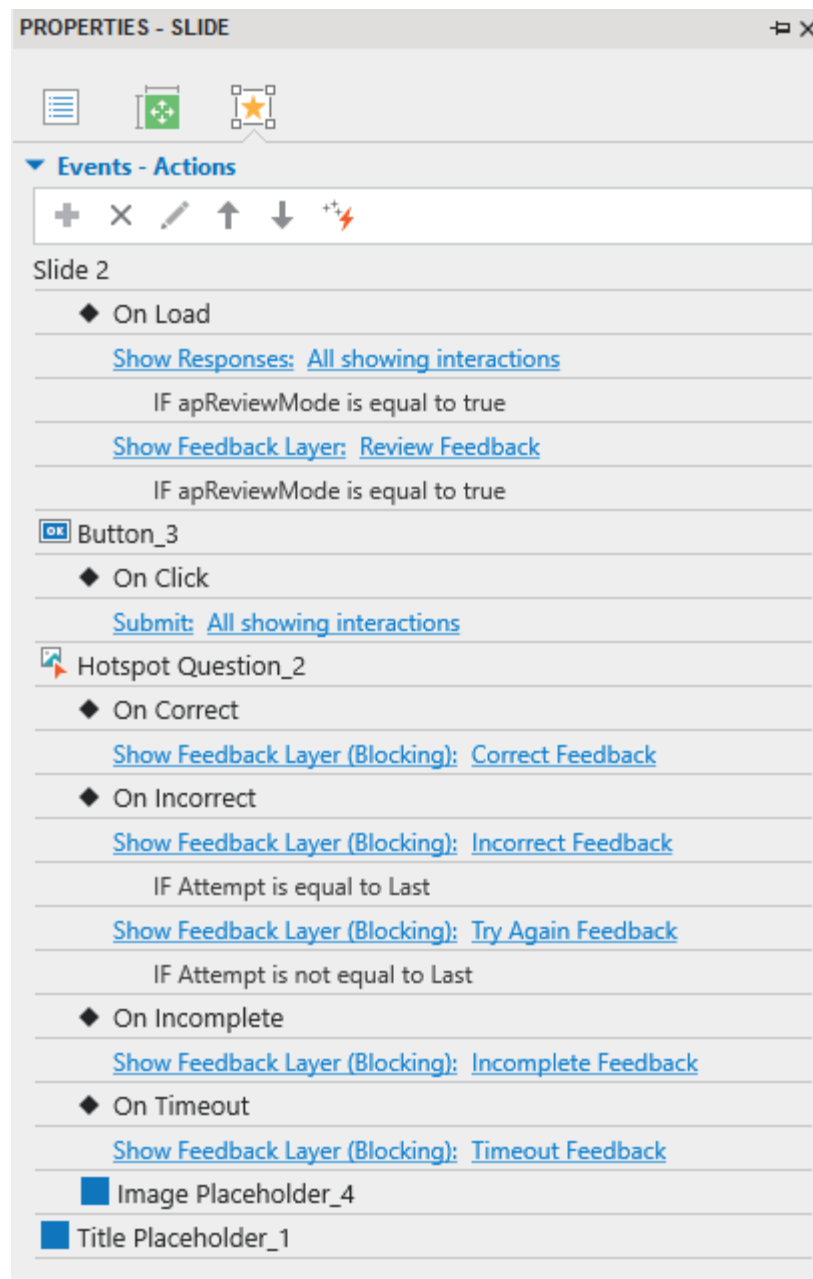 PROPERTIES - SLIDE
Events - Actions
Slide 2
On Load
Show Responses: All showing interactions
IF apReviewMode is equal to true
Show Feedback Layer: Review Feedback
IF apReviewMode is equal to true
OK Button_3
On Click
Submit: All showing interactions
Hotspot Question_2
On Correct
Show Feedback Layer (Blocking): Correct Feedback
On Incorrect
Show Feedback Layer (Blocking): Incorrect Feedback
IF Attempt is equal to Last
Show Feedback Layer (Blocking): Try Again Feedback
IF Attempt is not equal to Last
On Incomplete
Show Feedback Layer (Blocking): Incomplete Feedback
On Timeout
Show Feedback Layer (Blocking): Timeout Feedback
Image Placeholder_4
Title Placeholder_1